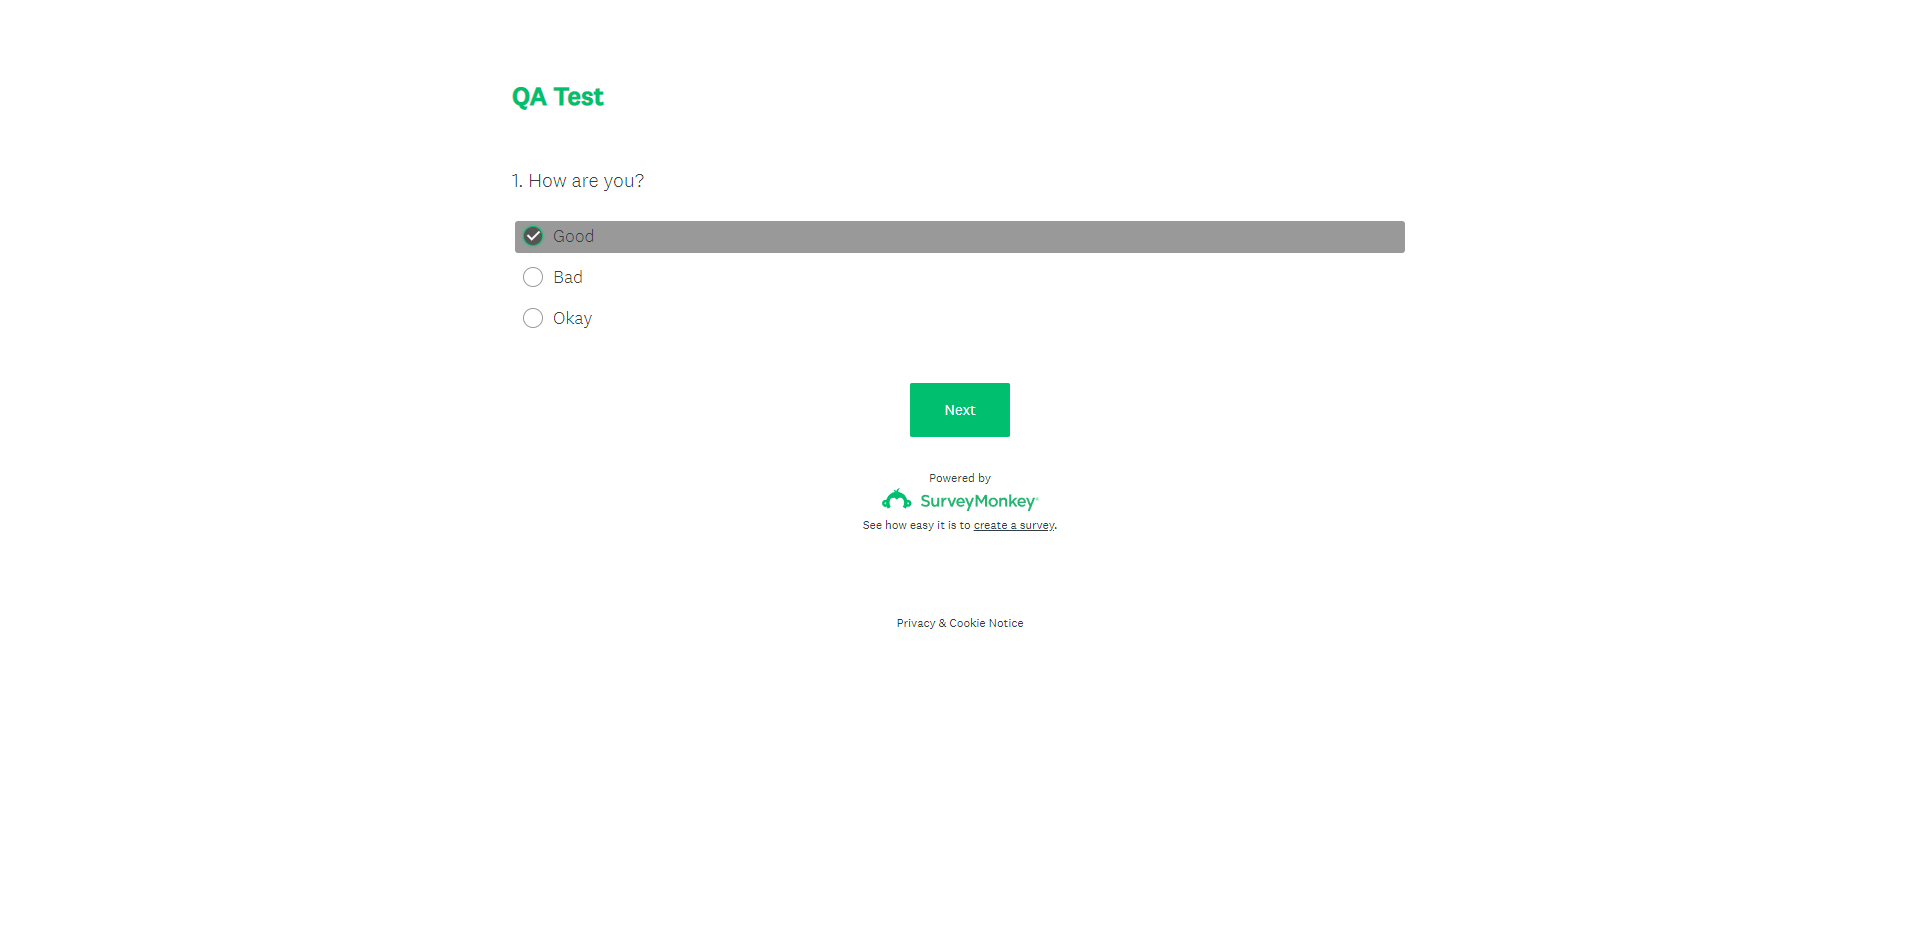 QA Test
1. How are you?
Good
Bad
Okay
Next
Powered by
SurveyMonkey®
See how easy it is to create a survey.
Privacy & Cookie Notice